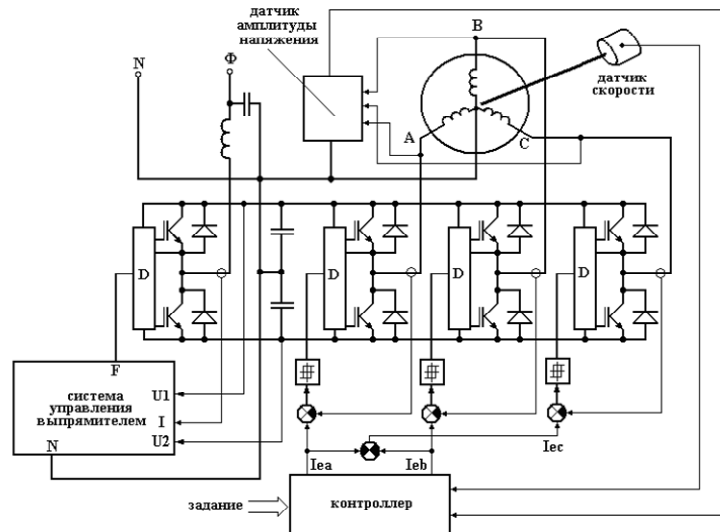 датчик
амплитуды
напряжения
N
Ф
B
датчик
скорости
A
C
D
D
D
D
F
система
управления
выпрямителем
U1
I
U2
N
Iea
Ieb
Iec
задание
контроллер